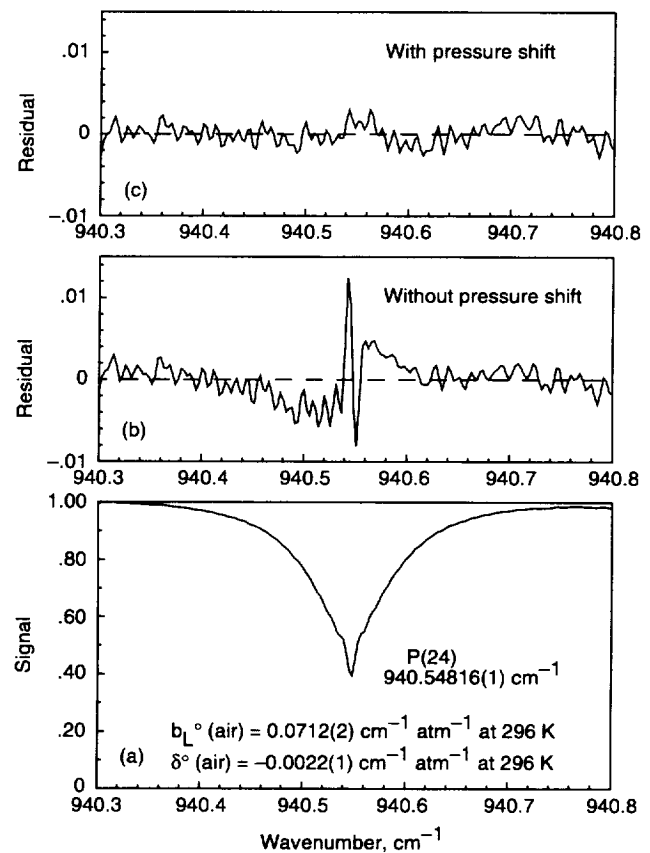 .01
With pressure shift
Residual
0
(c)
−.01
940.3 940.4 940.5 940.6 940.7 940.8
.01
Without pressure shift
Residual
0
(b)
−.01
940.3 940.4 940.5 940.6 940.7 940.8
1.00
.80
.60
Signal
P(24)
940.54816(1) cm⁻¹
.40
.20
b_L° (air) = 0.0712(2) cm⁻¹ atm⁻¹ at 296 K
(a)
δ° (air) = −0.0022(1) cm⁻¹ atm⁻¹ at 296 K
0
940.3 940.4 940.5 940.6 940.7 940.8
Wavenumber, cm⁻¹